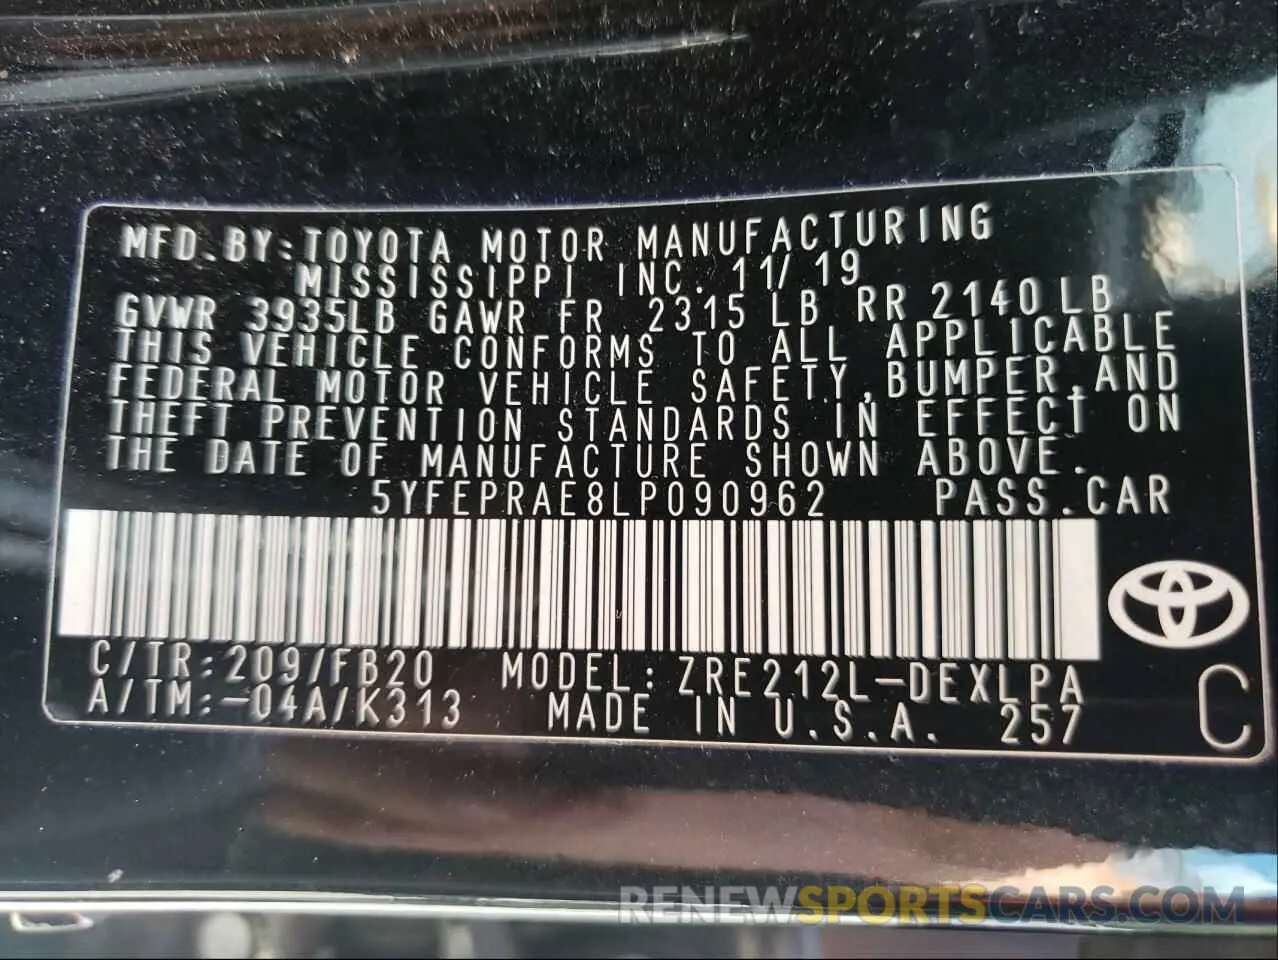 MFD.BY:TOYOTA MOTOR MANUFACTURING
MISSISSIPPI INC. 11/19
GVWR 3935LB GAWR FR 2315 LB RR 2140 LB
THIS VEHICLE CONFORMS TO ALL APPLICABLE
FEDERAL MOTOR VEHICLE SAFETY,BUMPER,AND
THEFT PREVENTION STANDARDS IN EFFECT ON
THE DATE OF MANUFACTURE SHOWN ABOVE.
5YFEPRAE8LP090962 PASS.CAR
C/TR:209/FB20 MODEL:ZRE212L-DEXLPA
A/TM:-04A/K313 MADE IN U.S.A. 257
C
RENEWSPORTSCARS.COM